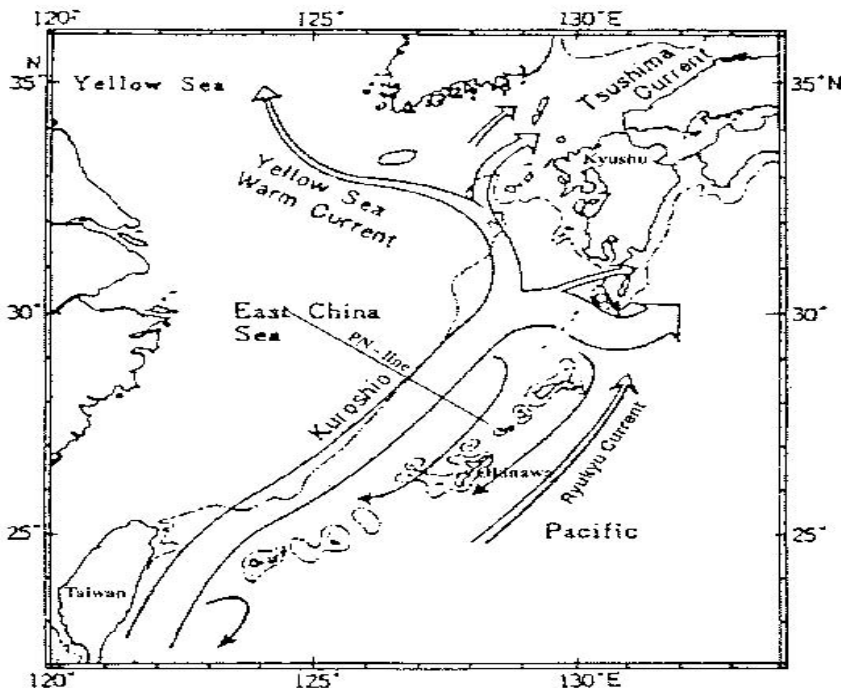 120° 125° 130°E
N
35° 35°N
Yellow Sea
Tsushima
Current
Kyushu
Yellow Sea
Warm Current
30° 30°
East China
Sea
PN-line
Kuroshio
Ryukyu Current
25° 25°
Pacific
Taiwan
120° 125° 130°E